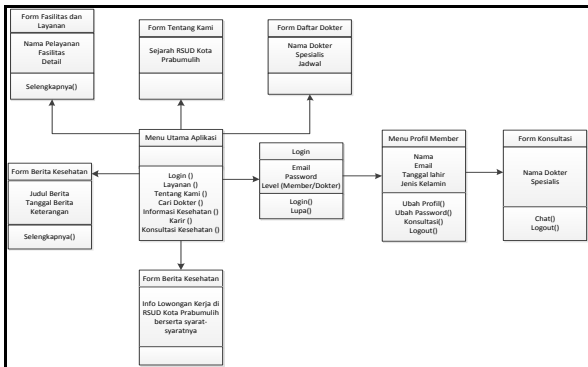 Form Fasilitas dan
Layanan
Nama Pelayanan
Fasilitas
Detail
Selengkapnya()
Form Tentang Kami
Sejarah RSUD Kota
Prabumulih
Form Daftar Dokter
Nama Dokter
Spesialis
Jadwal
Menu Utama Aplikasi
Login ()
Layanan ()
Tentang Kami ()
Cari Dokter ()
Informasi Kesehatan ()
Karir ()
Konsultasi Kesehatan ()
Form Berita Kesehatan
Judul Berita
Tanggal Berita
Keterangan
Selengkapnya()
Login
Email
Password
Level (Member/Dokter)
Login()
Lupa()
Menu Profil Member
Nama
Email
Tanggal lahir
Jenis Kelamin
Ubah Profil()
Ubah Password()
Konsultasi()
Logout()
Form Konsultasi
Nama Dokter
Spesialis
Chat()
Logout()
Form Berita Kesehatan
Info Lowongan Kerja di
RSUD Kota Prabumulih
berserta syarat-
syaratnya